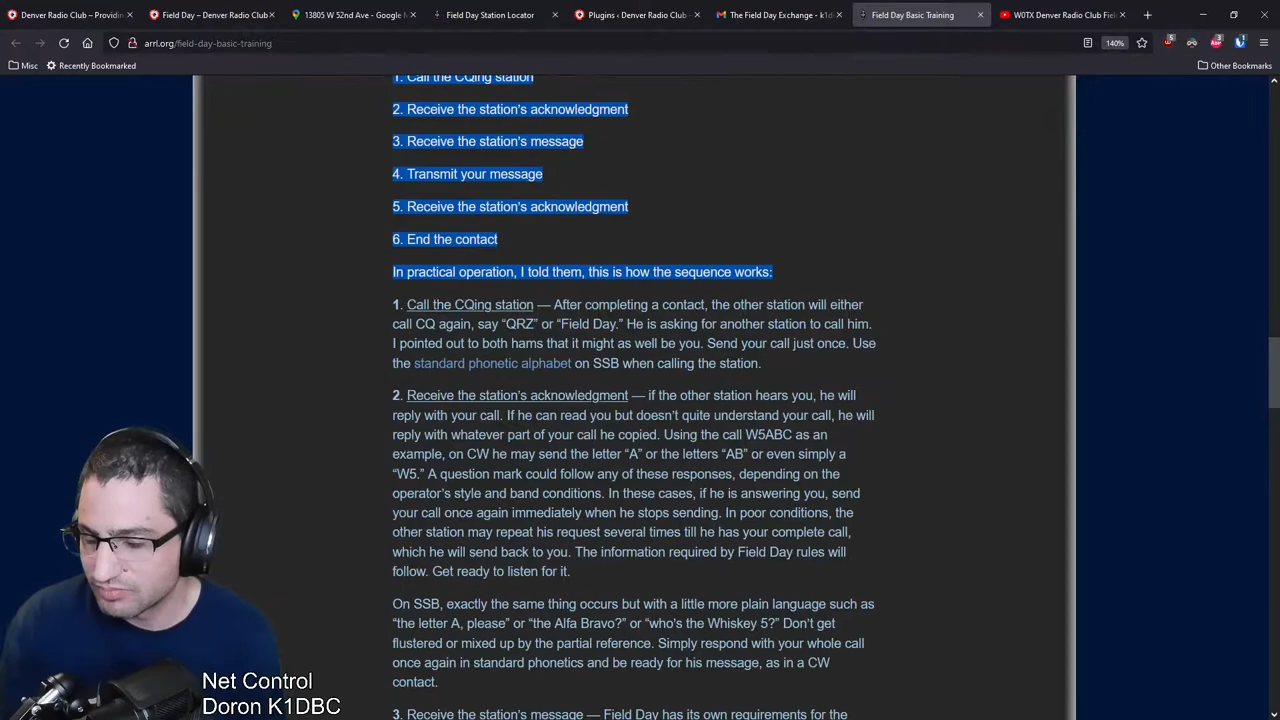 Denver Radio Club – Providin
Field Day – Denver Radio Club
13805 W 52nd Ave - Google M
Field Day Station Locator
Plugins ‹ Denver Radio Club —
The Field Day Exchange - k1d
Field Day Basic Training
W0TX Denver Radio Club Fiel
arrl.org/field-day-basic-training
140%
5
3
1
Misc
Recently Bookmarked
Other Bookmarks
1. Call the CQing station
2. Receive the station's acknowledgment
3. Receive the station's message
4. Transmit your message
5. Receive the station's acknowledgment
6. End the contact
In practical operation, I told them, this is how the sequence works:
1. Call the CQing station — After completing a contact, the other station will either
call CQ again, say “QRZ” or “Field Day.” He is asking for another station to call him.
I pointed out to both hams that it might as well be you. Send your call just once. Use
the standard phonetic alphabet on SSB when calling the station.
2. Receive the station's acknowledgment — if the other station hears you, he will
reply with your call. If he can read you but doesn't quite understand your call, he will
reply with whatever part of your call he copied. Using the call W5ABC as an
example, on CW he may send the letter “A” or the letters “AB” or even simply a
“W5.” A question mark could follow any of these responses, depending on the
operator's style and band conditions. In these cases, if he is answering you, send
your call once again immediately when he stops sending. In poor conditions, the
other station may repeat his request several times till he has your complete call,
which he will send back to you. The information required by Field Day rules will
follow. Get ready to listen for it.
On SSB, exactly the same thing occurs but with a little more plain language such as
“the letter A, please” or “the Alfa Bravo?” or “who's the Whiskey 5?” Don't get
flustered or mixed up by the partial reference. Simply respond with your whole call
once again in standard phonetics and be ready for his message, as in a CW
contact.
3. Receive the station's message — Field Day has its own requirements for the
Net Control
Doron K1DBC